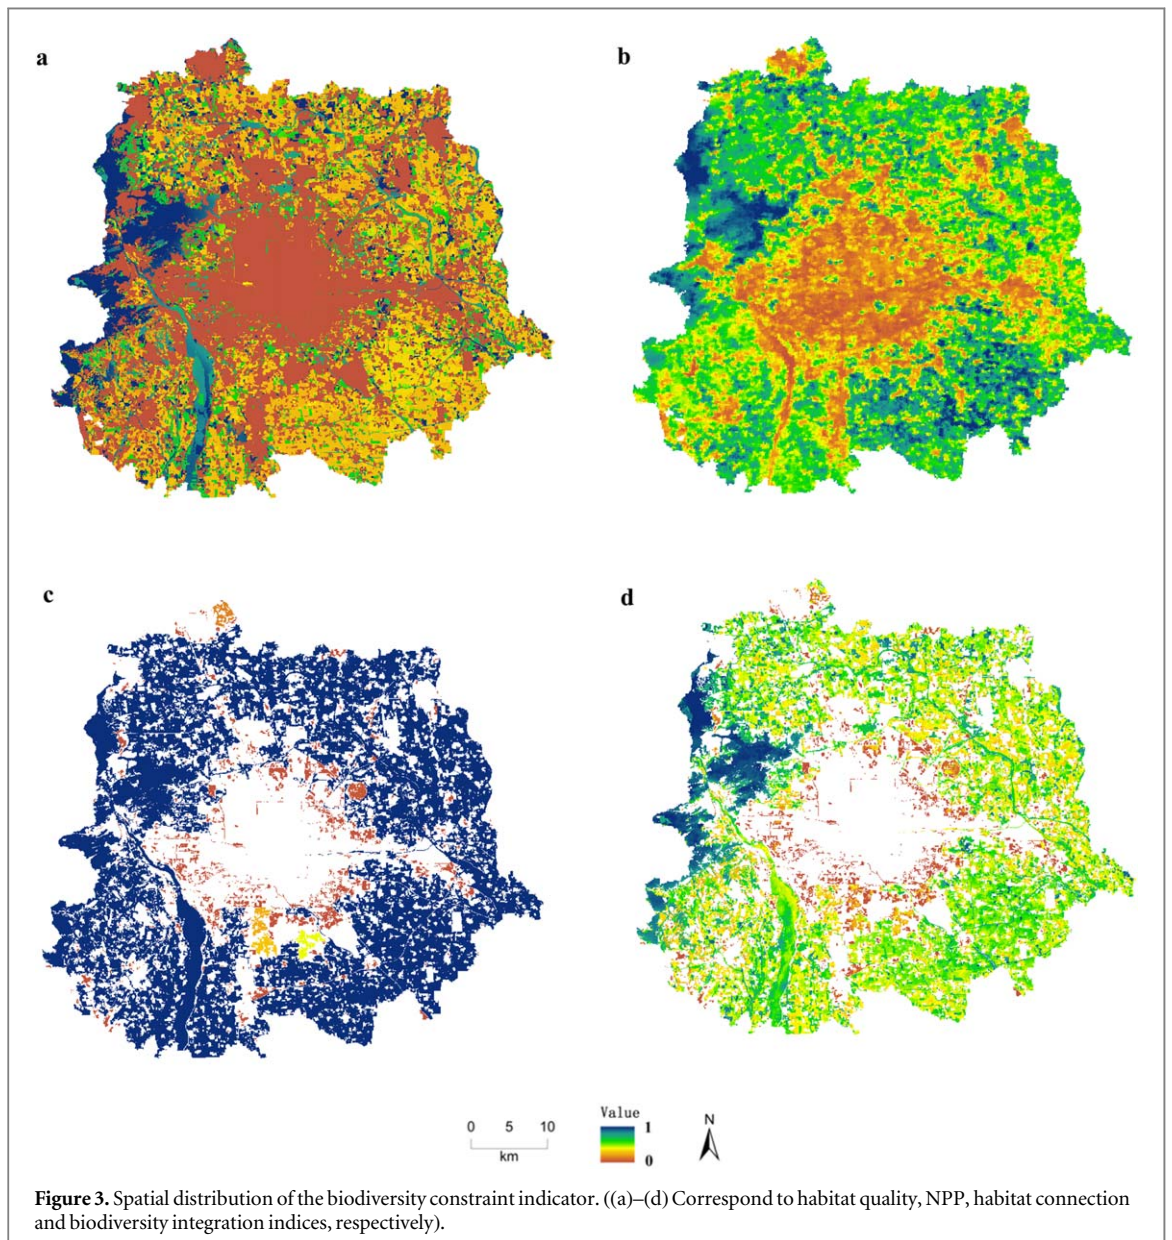 a
b
c
d
0 5 10
km
Value
1
0
N
Figure 3. Spatial distribution of the biodiversity constraint indicator. ((a)–(d) Correspond to habitat quality, NPP, habitat connection
and biodiversity integration indices, respectively).